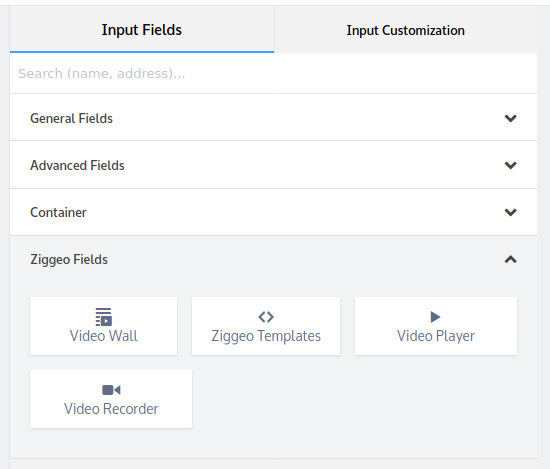 Input Fields
Input Customization
Search (name, address)...
General Fields
Advanced Fields
Container
Ziggeo Fields
Video Wall
Ziggeo Templates
Video Player
Video Recorder